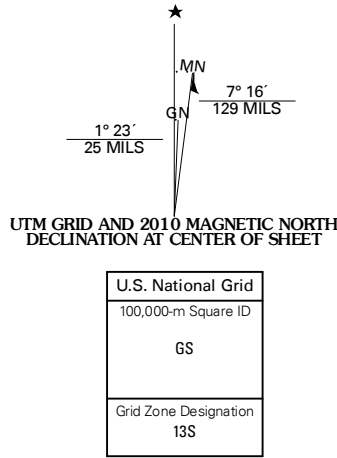 MN
GN
7° 16´
129 MILS
1° 23´
25 MILS
UTM GRID AND 2010 MAGNETIC NORTH
DECLINATION AT CENTER OF SHEET
U.S. National Grid
100,000-m Square ID
GS
Grid Zone Designation
13S